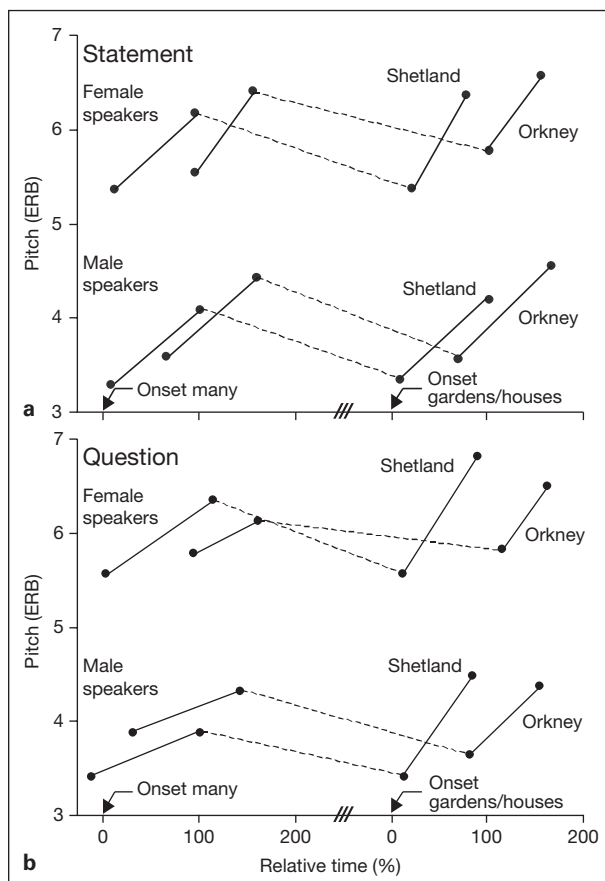 7
Statement
Female
speakers
Shetland
6
Orkney
5
Pitch (ERB)
Male
speakers
Shetland
4
Orkney
Onset many
Onset
gardens/houses
3
a
7
Question
Shetland
Female
speakers
6
Orkney
5
Pitch (ERB)
Male
speakers
Shetland
4
Orkney
Onset many
Onset
gardens/houses
3
0 100 200 0 100 200
b
Relative time (%)